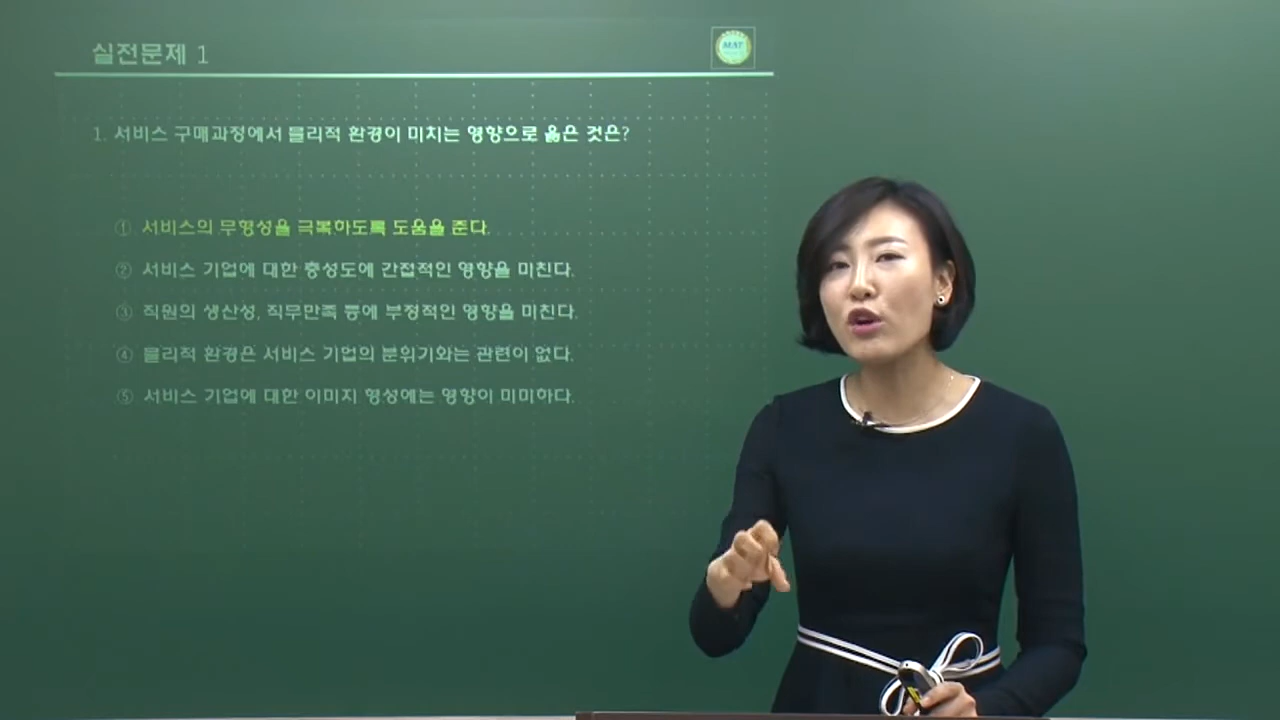 실전문제 1
MAT
1. 서비스 구매과정에서 물리적 환경이 미치는 영향으로 옳은 것은?
① 서비스의 무형성을 극복하도록 도움을 준다.
② 서비스 기업에 대한 충성도에 간접적인 영향을 미친다.
③ 직원의 생산성, 직무만족 등에 부정적인 영향을 미친다.
④ 물리적 환경은 서비스 기업의 분위기와는 관련이 없다.
⑤ 서비스 기업에 대한 이미지 형성에는 영향이 미미하다.